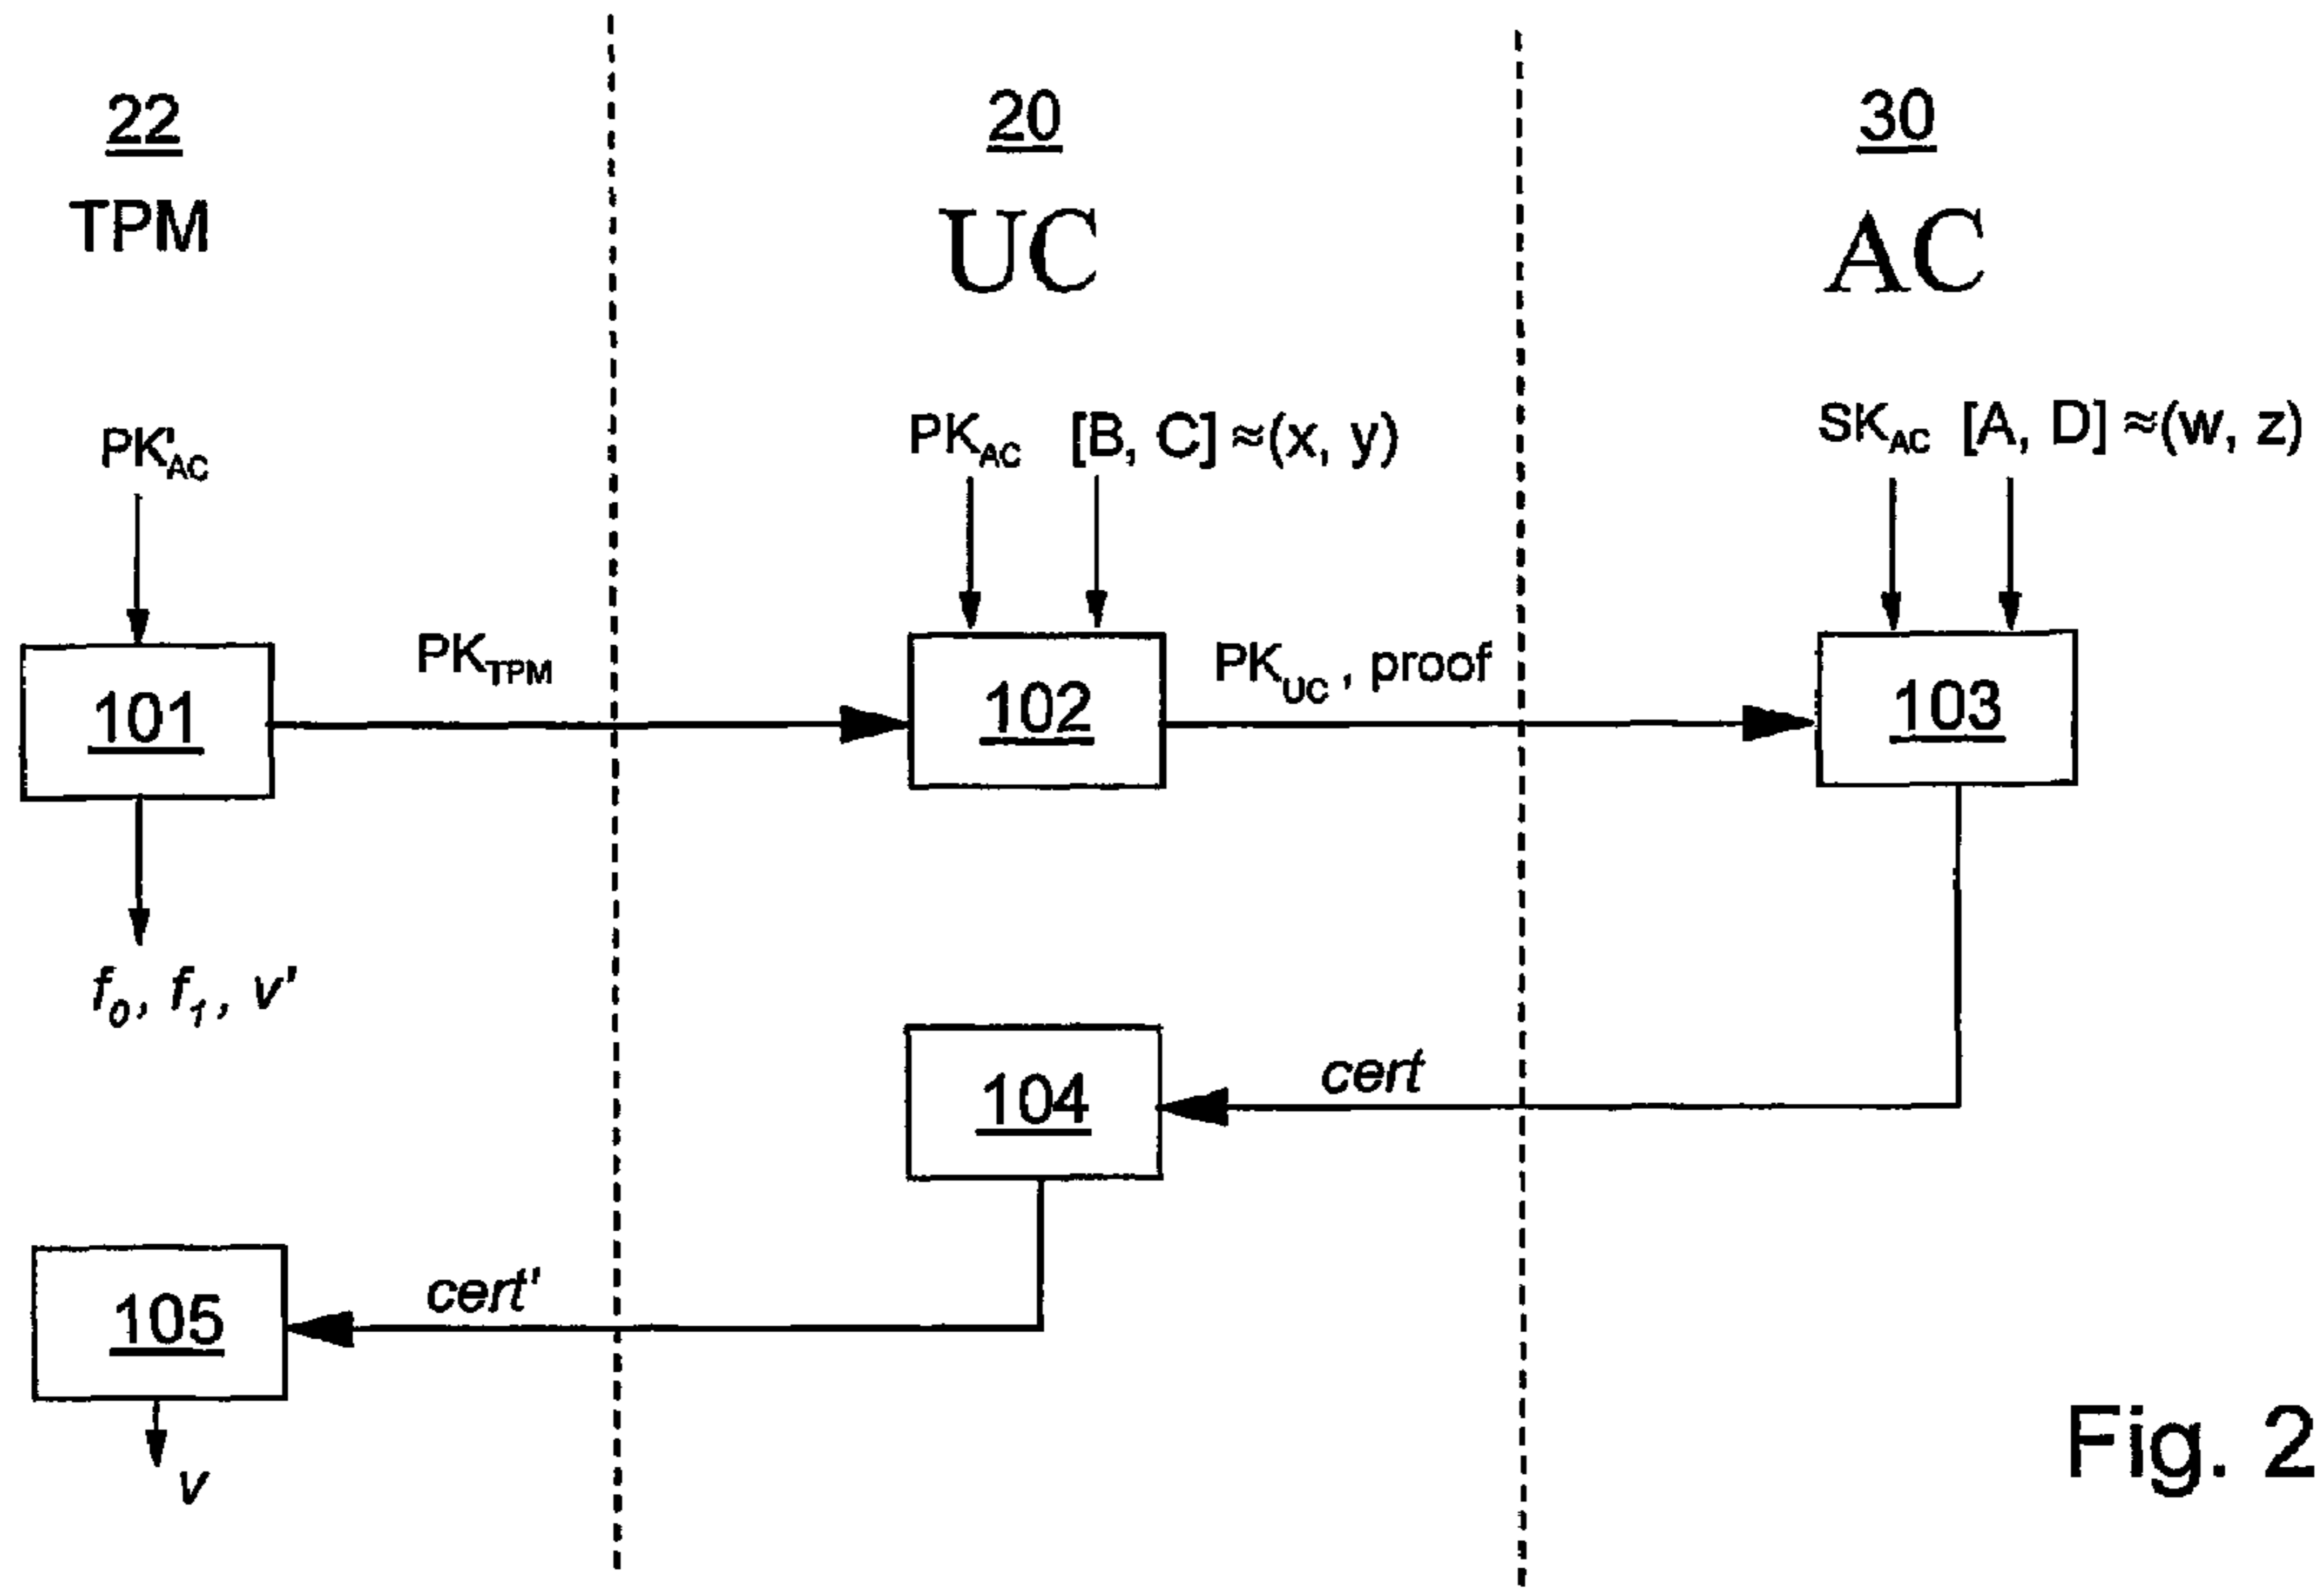 22 20 30
TPM UC AC
PK'AC PKAC [B, C] ≈(x, y) SKAC [A, D] ≈(w, z)
PKTPM PKUC , proof
101 102 103
f0, f1, v'
104 cert
105 cert'
v
Fig. 2